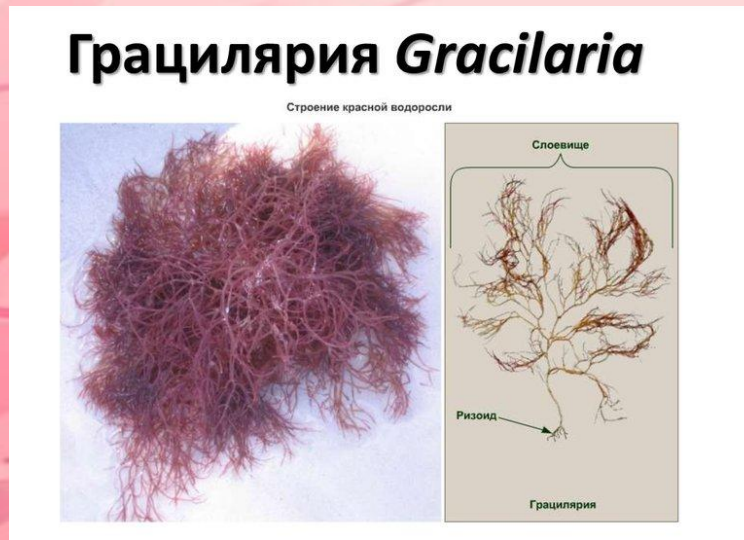 Грацилярия Gracilaria
Строение красной водоросли
Слоевище
Ризоид
Грацилярия